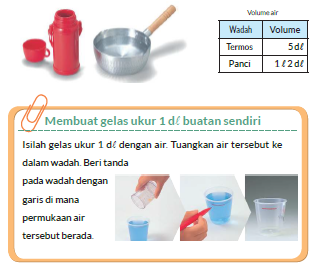 Volume air
Wadah Volume
Termos 5 dℓ
Panci 1 ℓ 2 dℓ
Membuat gelas ukur 1 dℓ buatan sendiri
Isilah gelas ukur 1 dℓ dengan air. Tuangkan air tersebut ke
dalam wadah. Beri tanda
pada wadah dengan
garis di mana
permukaan air
tersebut berada.